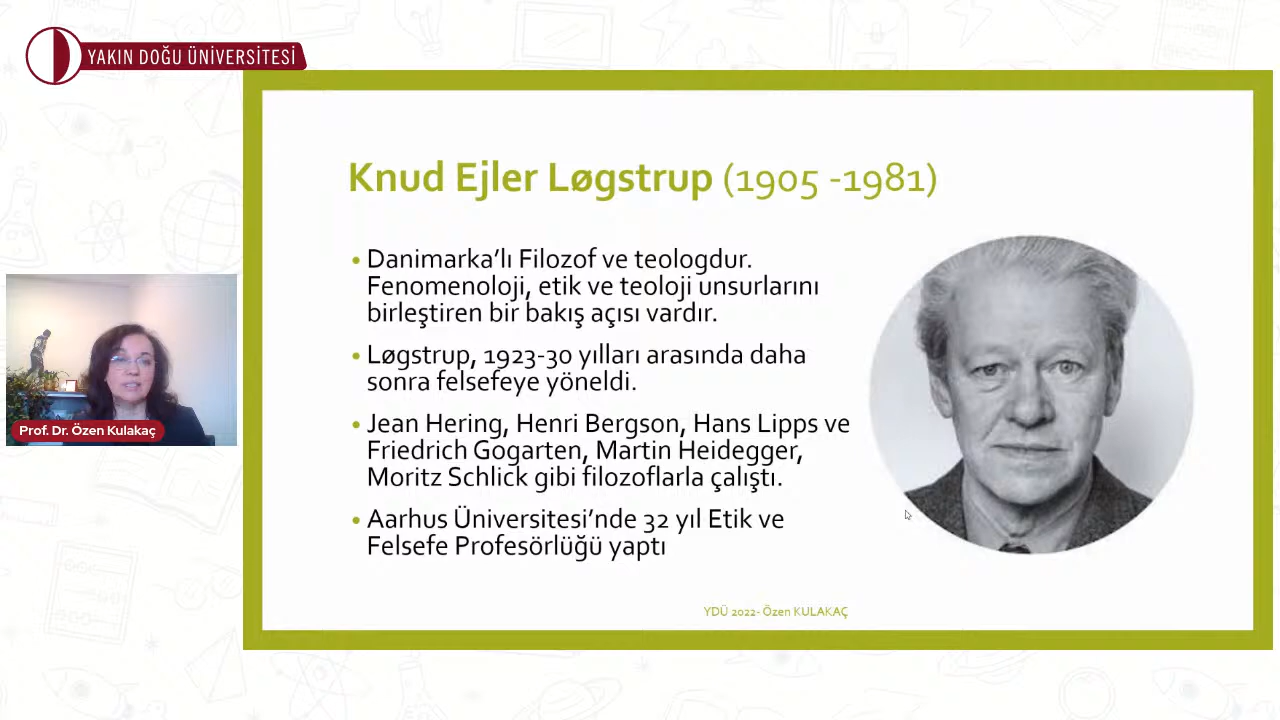 YAKIN DOĞU ÜNİVERSİTESİ
Knud Ejler Løgstrup (1905 -1981)
• Danimarka'lı Filozof ve teologdur.
Fenomenoloji, etik ve teoloji unsurlarını
birleştiren bir bakış açısı vardır.
• Løgstrup, 1923-30 yılları arasında daha
sonra felsefeye yöneldi.
• Jean Hering, Henri Bergson, Hans Lipps ve
Friedrich Gogarten, Martin Heidegger,
Moritz Schlick gibi filozoflarla çalıştı.
• Aarhus Üniversitesi'nde 32 yıl Etik ve
Felsefe Profesörlüğü yaptı
Prof. Dr. Özen Kulakaç
YDÜ 2022- Özen KULAKAÇ